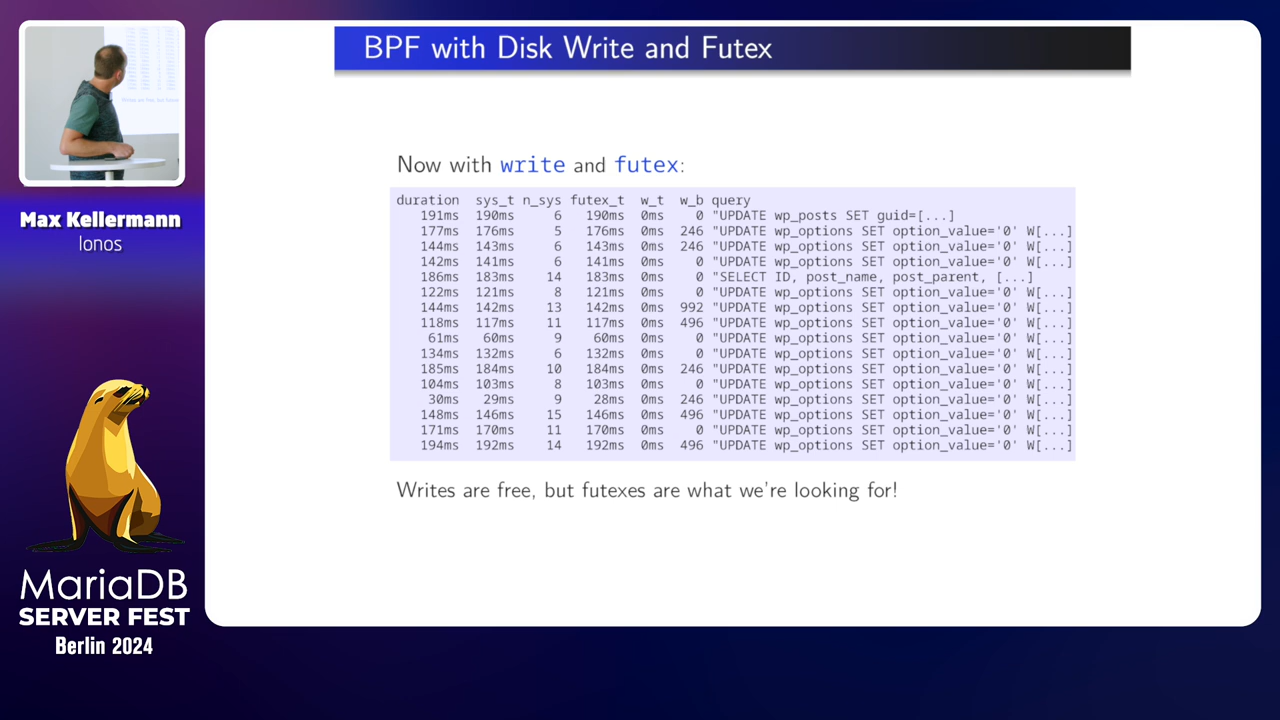 BPF with Disk Write and Futex
Now with write and futex:
duration sys_t n_sys futex_t w_t w_b query
191ms 190ms 6 190ms 0ms 0 "UPDATE wp_posts SET guid=[...]
177ms 176ms 5 176ms 0ms 246 "UPDATE wp_options SET option_value='0' W[...]
144ms 143ms 6 143ms 0ms 246 "UPDATE wp_options SET option_value='0' W[...]
142ms 141ms 6 141ms 0ms 0 "UPDATE wp_options SET option_value='0' W[...]
186ms 183ms 14 183ms 0ms 0 "SELECT ID, post_name, post_parent, [...]
122ms 121ms 8 121ms 0ms 0 "UPDATE wp_options SET option_value='0' W[...]
144ms 142ms 13 142ms 0ms 992 "UPDATE wp_options SET option_value='0' W[...]
118ms 117ms 11 117ms 0ms 496 "UPDATE wp_options SET option_value='0' W[...]
61ms 60ms 9 60ms 0ms 0 "UPDATE wp_options SET option_value='0' W[...]
134ms 132ms 6 132ms 0ms 0 "UPDATE wp_options SET option_value='0' W[...]
185ms 184ms 10 184ms 0ms 246 "UPDATE wp_options SET option_value='0' W[...]
104ms 103ms 9 103ms 0ms 0 "UPDATE wp_options SET option_value='0' W[...]
30ms 29ms 9 28ms 0ms 246 "UPDATE wp_options SET option_value='0' W[...]
148ms 146ms 15 146ms 0ms 496 "UPDATE wp_options SET option_value='0' W[...]
171ms 170ms 11 170ms 0ms 0 "UPDATE wp_options SET option_value='0' W[...]
194ms 192ms 14 192ms 0ms 496 "UPDATE wp_options SET option_value='0' W[...]
Writes are free, but futexes are what we're looking for!
Max Kellermann
Ionos
MariaDB
SERVER FEST
Berlin 2024